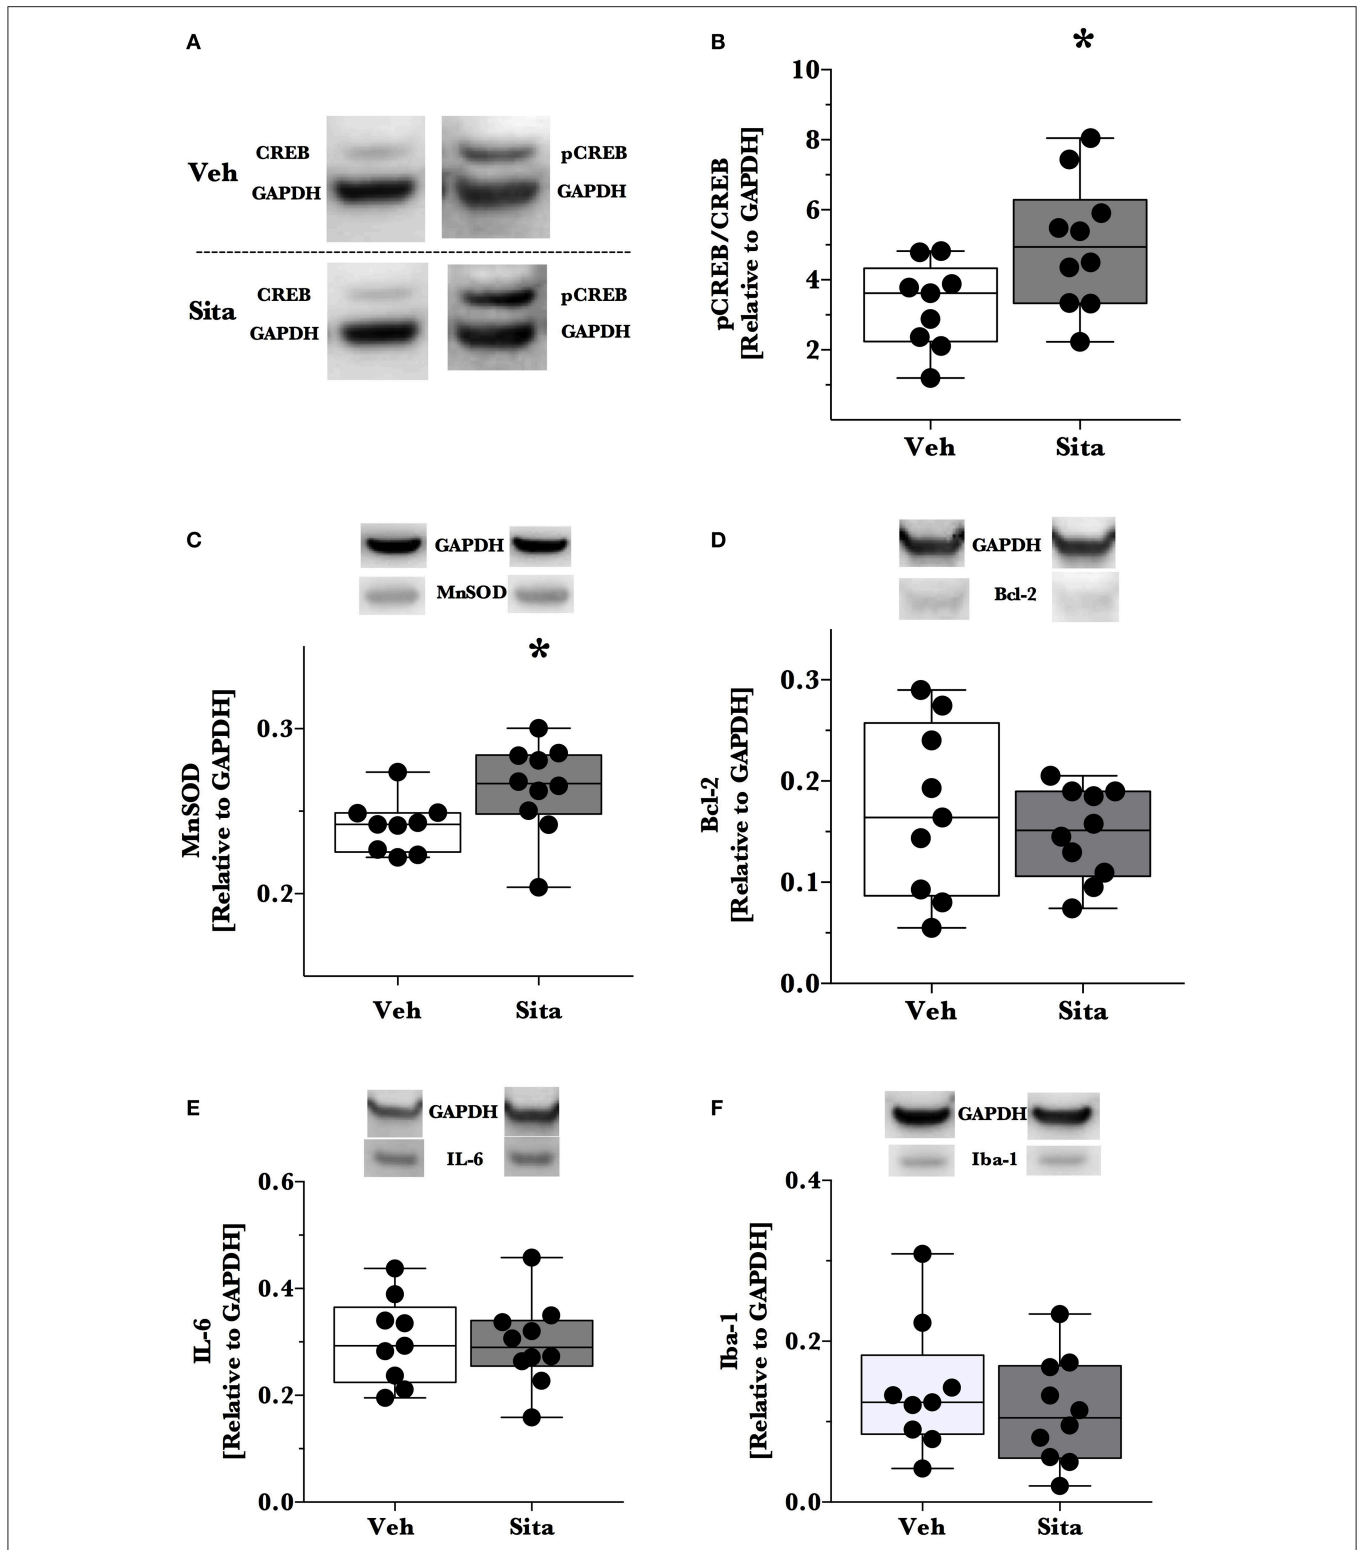 A
CREB
pCREB
Veh
GAPDH
GAPDH
CREB
pCREB
Sita
GAPDH
GAPDH
B
*
pCREB/CREB
[Relative to GAPDH]
10
8
6
4
2
Veh
Sita
C
GAPDH
MnSOD
*
MnSOD
[Relative to GAPDH]
0.3
0.2
Veh
Sita
D
GAPDH
Bcl-2
Bcl-2
[Relative to GAPDH]
0.3
0.2
0.1
0.0
Veh
Sita
E
GAPDH
IL-6
IL-6
[Relative to GAPDH]
0.6
0.4
0.2
0.0
Veh
Sita
F
GAPDH
Iba-1
Iba-1
[Relative to GAPDH]
0.4
0.2
0.0
Veh
Sita